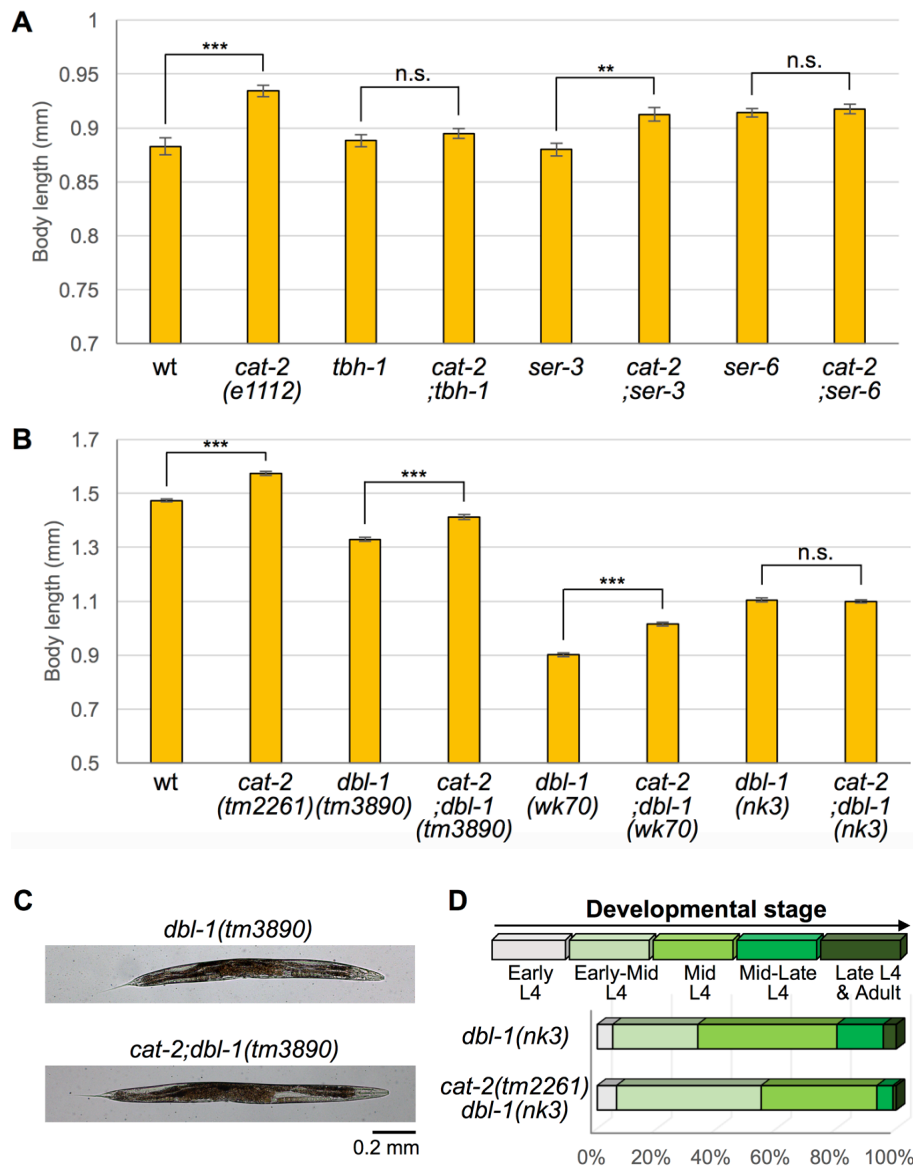 A
1
0.95
0.9
0.85
0.8
0.75
0.7
Body length (mm)
***
n.s.
**
n.s.
wt
cat-2
(e1112)
tbh-1
cat-2
;tbh-1
ser-3
cat-2
;ser-3
ser-6
cat-2
;ser-6
B
1.7
1.5
1.3
1.1
0.9
0.7
0.5
Body length (mm)
***
***
***
n.s.
wt
cat-2
(tm2261)
dbl-1
(tm3890)
cat-2
;dbl-1
(tm3890)
dbl-1
(wk70)
cat-2
;dbl-1
(wk70)
dbl-1
(nk3)
cat-2
;dbl-1
(nk3)
C
dbl-1(tm3890)
cat-2;dbl-1(tm3890)
0.2 mm
D
Developmental stage
Early
L4
Early-Mid
L4
Mid
L4
Mid-Late
L4
Late L4
& Adult
dbl-1(nk3)
cat-2(tm2261)
dbl-1(nk3)
0% 20% 40% 60% 80% 100%